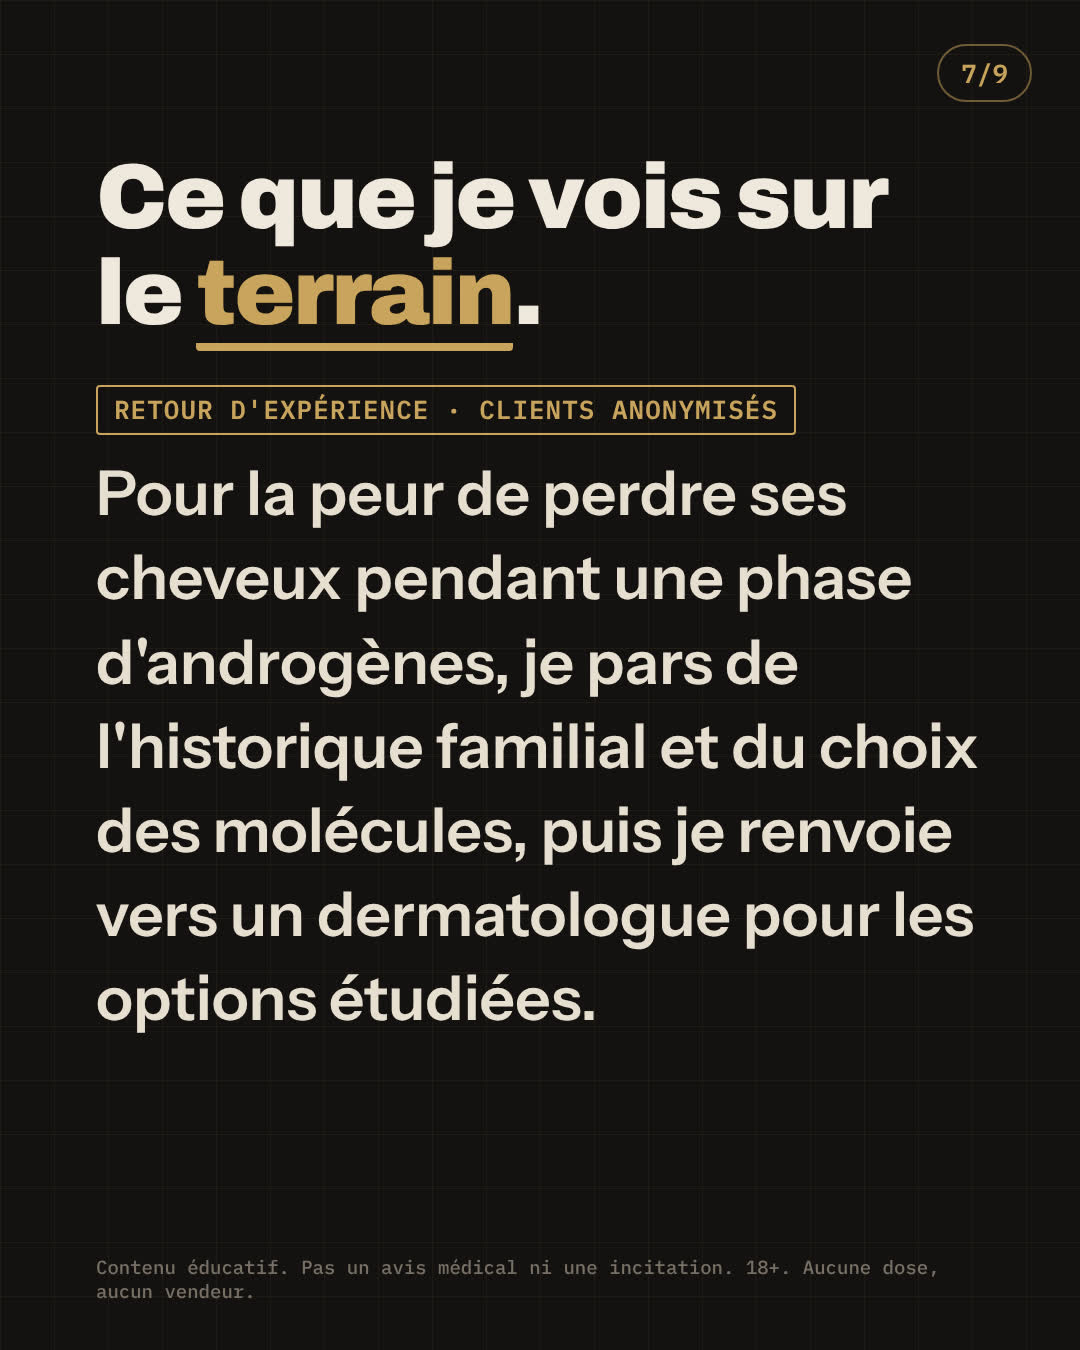 7/9
Ce que je vois sur
le terrain.
RETOUR D'EXPÉRIENCE · CLIENTS ANONYMISÉS
Pour la peur de perdre ses
cheveux pendant une phase
d'androgènes, je pars de
l'historique familial et du choix
des molécules, puis je renvoie
vers un dermatologue pour les
options étudiées.
Contenu éducatif. Pas un avis médical ni une incitation. 18+. Aucune dose,
aucun vendeur.